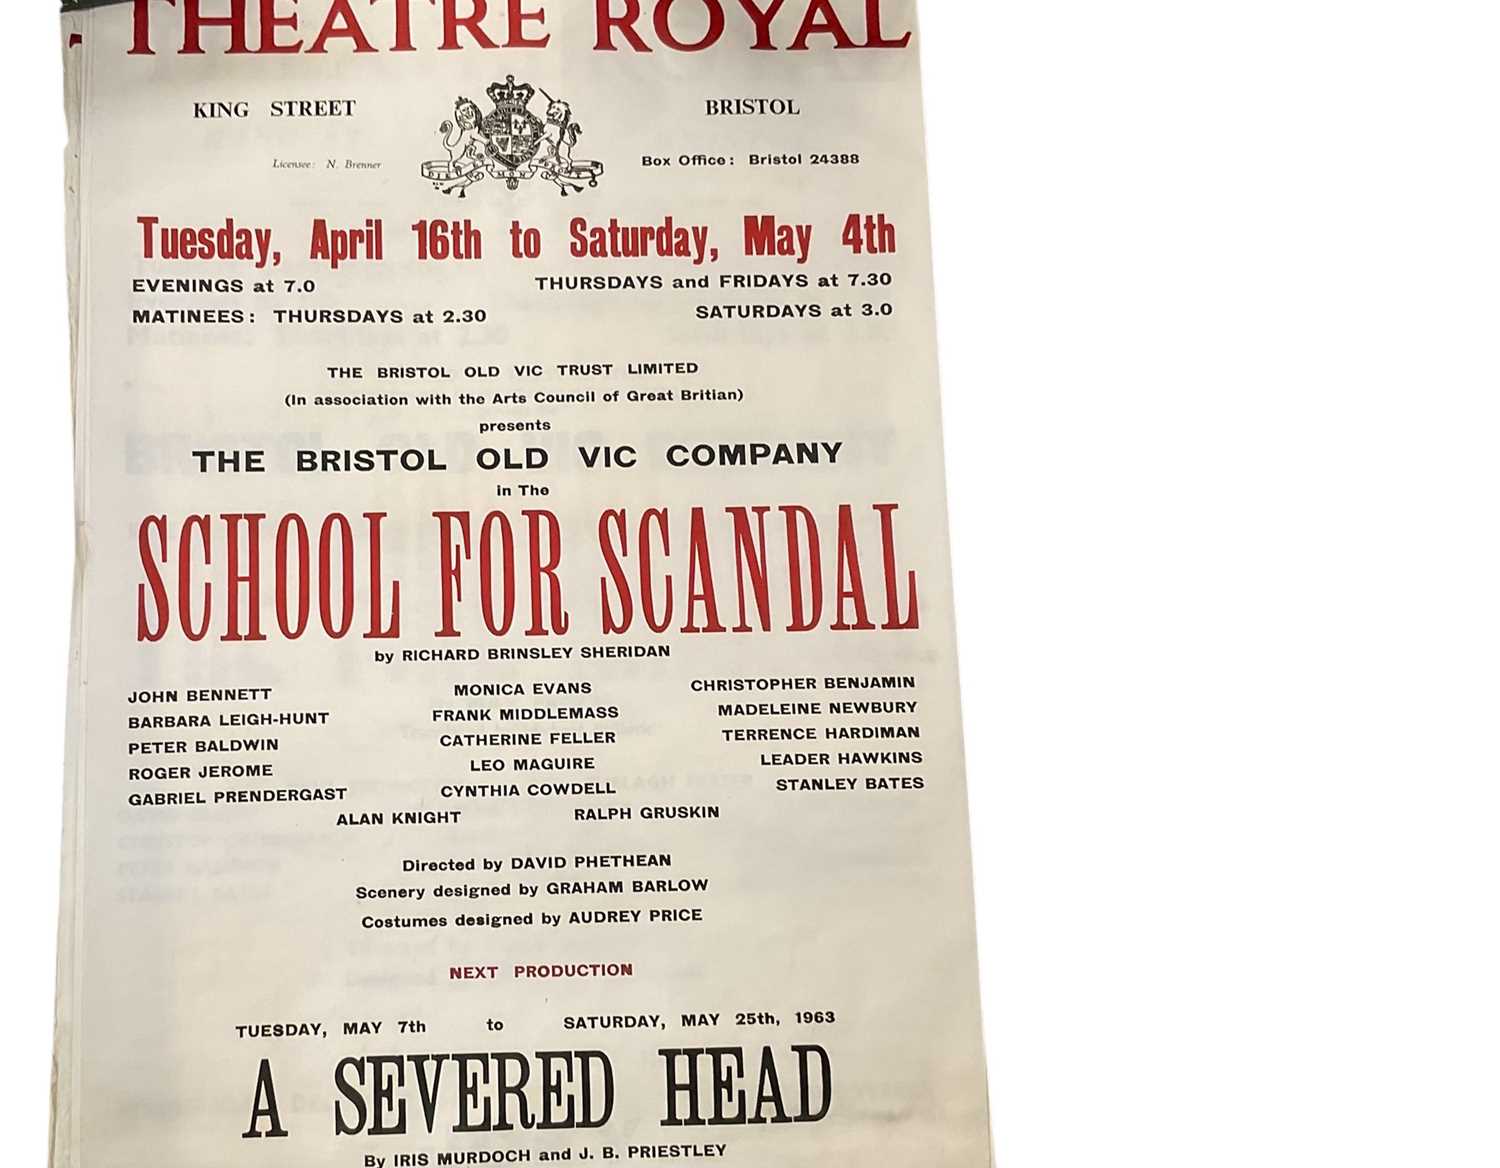 THEATRE ROYAL
KING STREET BRISTOL
Licensee: N. Brenner Box Office: Bristol 24388
Tuesday, April 16th to Saturday, May 4th
EVENINGS at 7.0 THURSDAYS and FRIDAYS at 7.30
MATINEES: THURSDAYS at 2.30 SATURDAYS at 3.0
THE BRISTOL OLD VIC TRUST LIMITED
(In association with the Arts Council of Great Britian)
presents
THE BRISTOL OLD VIC COMPANY
in The
SCHOOL FOR SCANDAL
by RICHARD BRINSLEY SHERIDAN
JOHN BENNETT MONICA EVANS CHRISTOPHER BENJAMIN
BARBARA LEIGH-HUNT FRANK MIDDLEMASS MADELEINE NEWBURY
PETER BALDWIN CATHERINE FELLER TERRENCE HARDIMAN
ROGER JEROME LEO MAGUIRE LEADER HAWKINS
GABRIEL PRENDERGAST CYNTHIA COWDELL STANLEY BATES
ALAN KNIGHT RALPH GRUSKIN
Directed by DAVID PHETHEAN
Scenery designed by GRAHAM BARLOW
Costumes designed by AUDREY PRICE
NEXT PRODUCTION
TUESDAY, MAY 7th to SATURDAY, MAY 25th, 1963
A SEVERED HEAD
By IRIS MURDOCH and J. B. PRIESTLEY